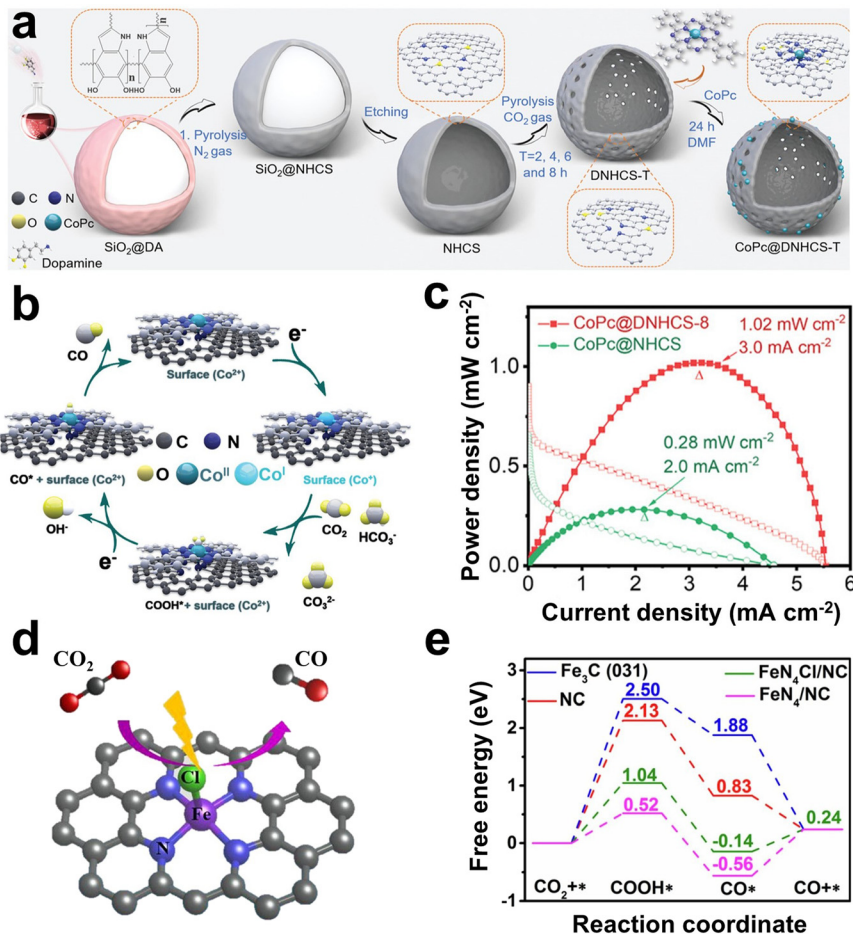 a
n
n
NH
NH
HO
OH
HO
OH
1. Pyrolysis
N₂ gas
SiO₂@DA
C
N
O
CoPc
Dopamine
SiO₂@NHCS
Etching
NHCS
Pyrolysis
CO₂ gas
T=2, 4, 6
and 8 h
DNHCS-T
CoPc
24 h
DMF
CoPc@DNHCS-T
b
CO
Surface (Co²⁺)
e⁻
C
N
O
Coᴵᴵ
Coᴵ
CO* + surface (Co²⁺)
Surface (Co⁺)
OH⁻
e⁻
CO₂
HCO₃⁻
CO₃²⁻
COOH* + surface (Co²⁺)
c
Power density (mW cm⁻²)
1.0
0.5
0.0
CoPc@DNHCS-8
CoPc@NHCS
1.02 mW cm⁻²
3.0 mA cm⁻²
Δ
0.28 mW cm⁻²
2.0 mA cm⁻²
Δ
0 1 2 3 4 5 6
Current density (mA cm⁻²)
d
CO₂
CO
Cl
Fe
N
e
Free energy (eV)
3
2
1
0
-1
Fe₃C (031)
NC
FeN₄Cl/NC
FeN₄/NC
2.50
2.13
1.88
1.04
0.83
0.52
0.24
-0.14
-0.56
CO₂+* COOH* CO* CO+*
Reaction coordinate